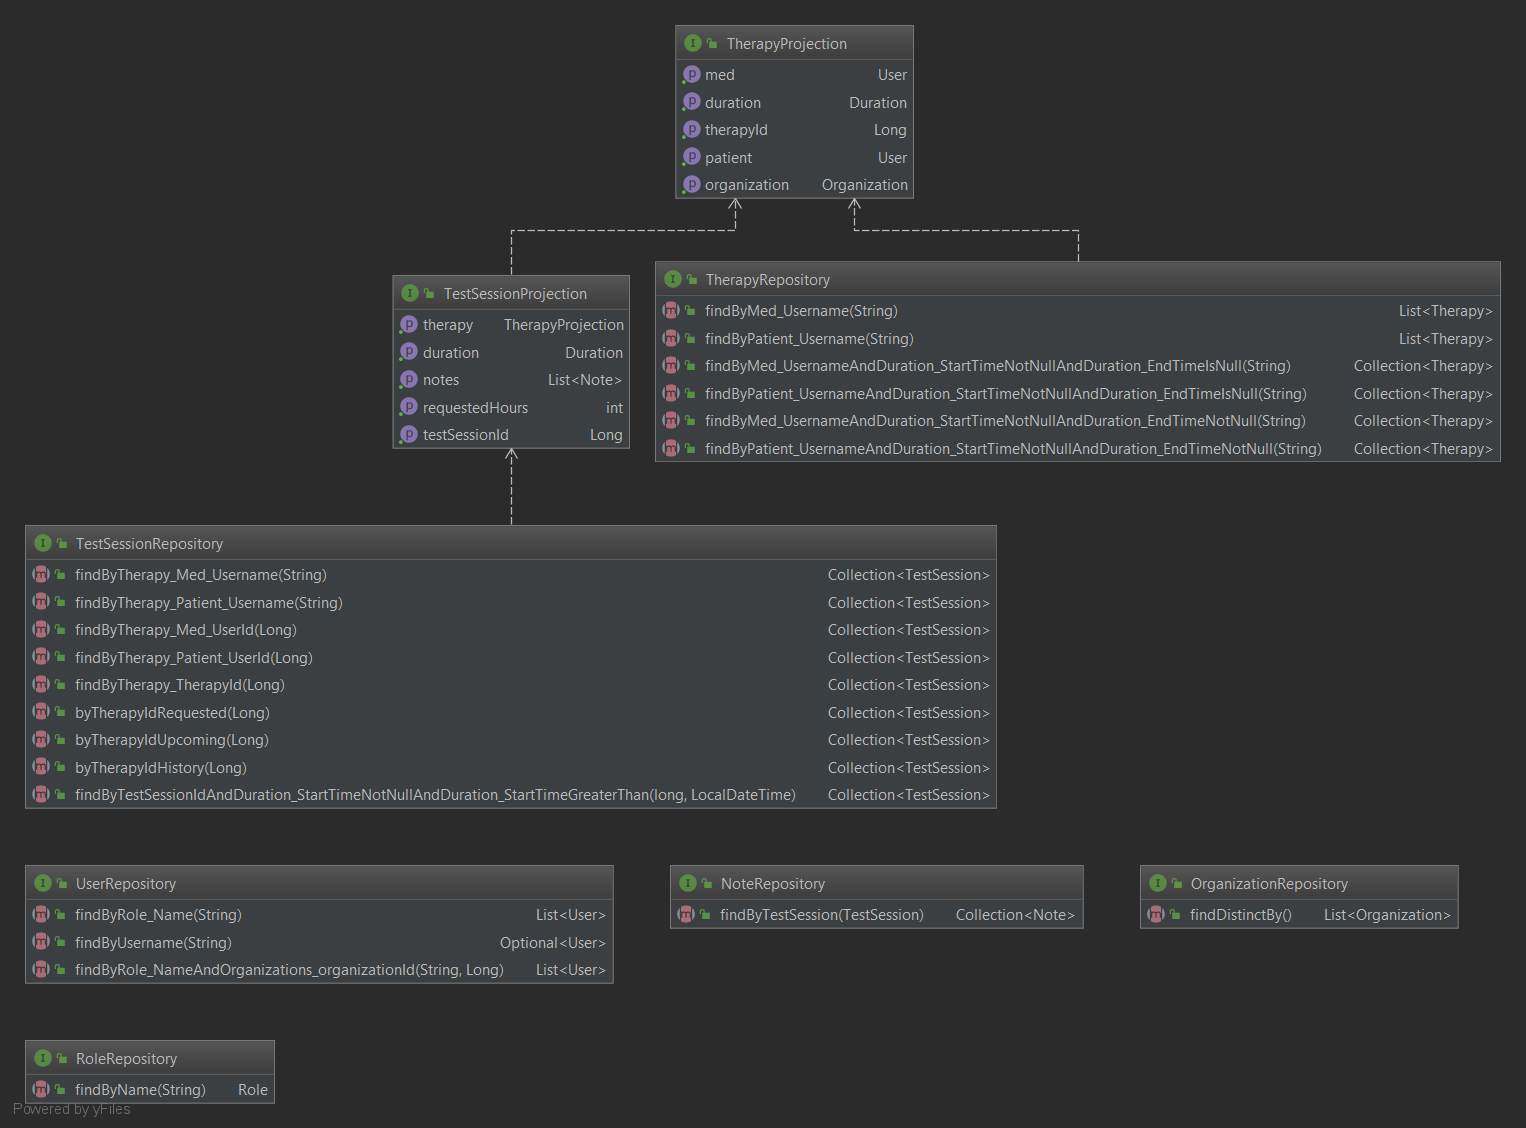 TherapyProjection
med User
duration Duration
therapyId Long
patient User
organization Organization
TestSessionProjection
therapy TherapyProjection
duration Duration
notes List<Note>
requestedHours int
testSessionId Long
TherapyRepository
findByMed_Username(String) List<Therapy>
findByPatient_Username(String) List<Therapy>
findByMed_UsernameAndDuration_StartTimeNotNullAndDuration_EndTimeIsNull(String) Collection<Therapy>
findByPatient_UsernameAndDuration_StartTimeNotNullAndDuration_EndTimeIsNull(String) Collection<Therapy>
findByMed_UsernameAndDuration_StartTimeNotNullAndDuration_EndTimeNotNull(String) Collection<Therapy>
findByPatient_UsernameAndDuration_StartTimeNotNullAndDuration_EndTimeNotNull(String) Collection<Therapy>
TestSessionRepository
findByTherapy_Med_Username(String) Collection<TestSession>
findByTherapy_Patient_Username(String) Collection<TestSession>
findByTherapy_Med_UserId(Long) Collection<TestSession>
findByTherapy_Patient_UserId(Long) Collection<TestSession>
findByTherapy_TherapyId(Long) Collection<TestSession>
byTherapyIdRequested(Long) Collection<TestSession>
byTherapyIdUpcoming(Long) Collection<TestSession>
byTherapyIdHistory(Long) Collection<TestSession>
findByTestSessionIdAndDuration_StartTimeNotNullAndDuration_StartTimeGreaterThan(long, LocalDateTime) Collection<TestSession>
UserRepository
findByRole_Name(String) List<User>
findByUsername(String) Optional<User>
findByRole_NameAndOrganizations_organizationId(String, Long) List<User>
NoteRepository
findByTestSession(TestSession) Collection<Note>
OrganizationRepository
findDistinctBy() List<Organization>
RoleRepository
findByName(String) Role
Powered by yFiles